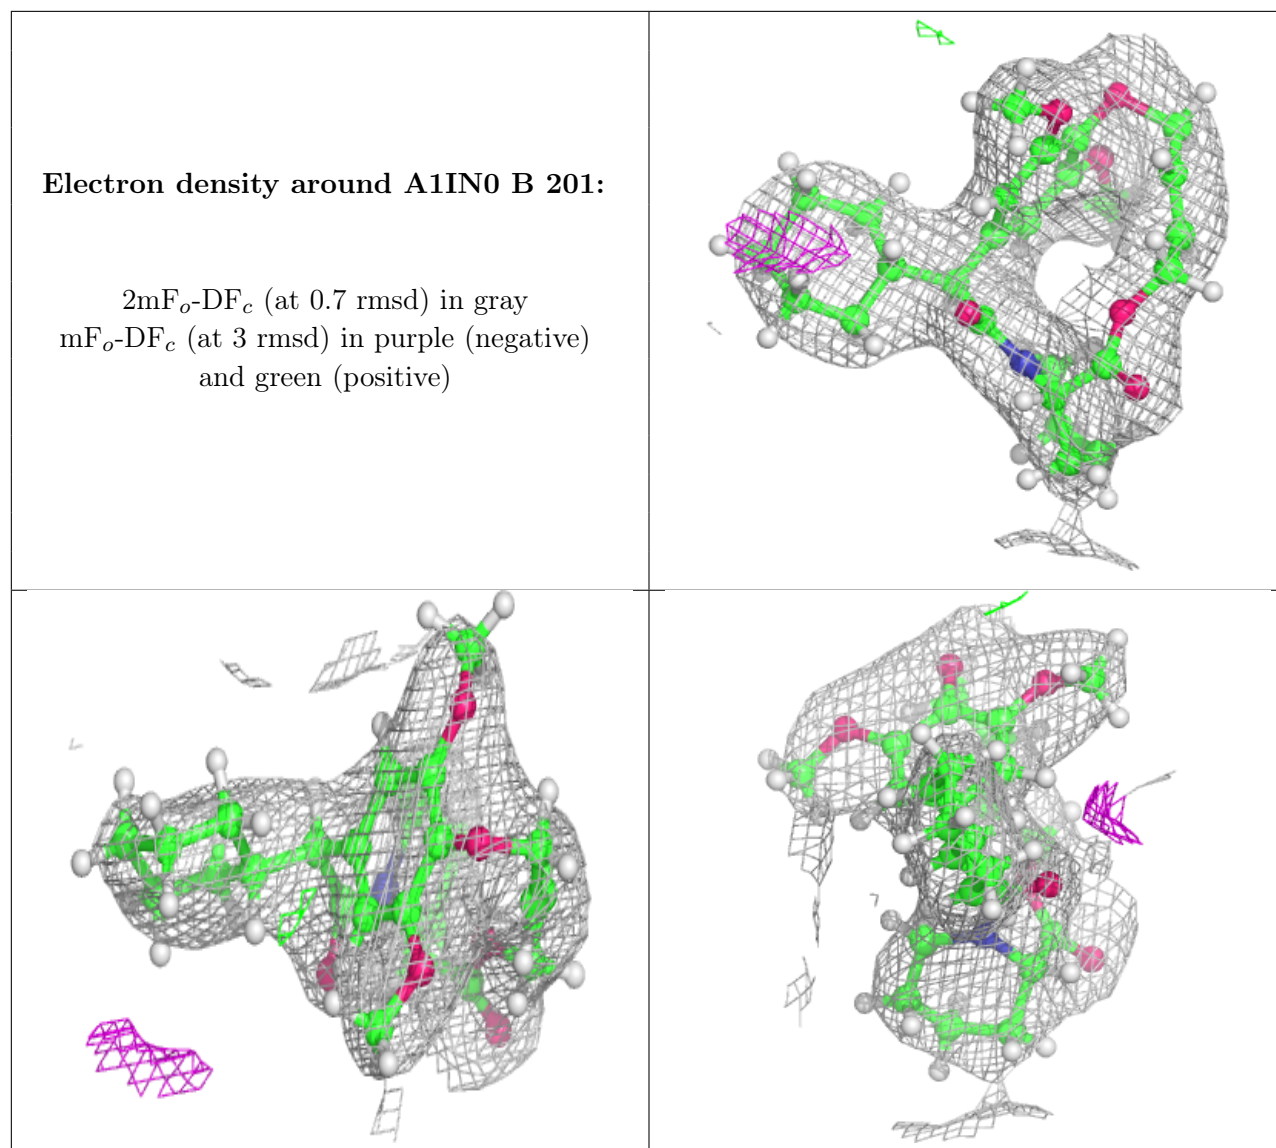 Electron density around A1IN0 B 201:
2mFo-DFc (at 0.7 rmsd) in gray
mFo-DFc (at 3 rmsd) in purple (negative)
and green (positive)